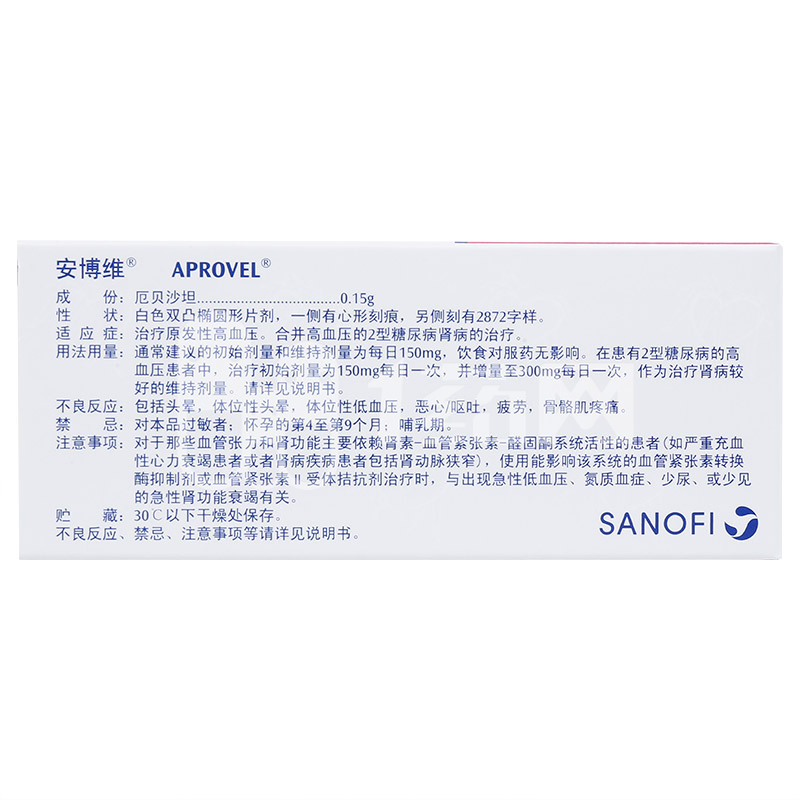 安博维® APROVEL®
成 份：厄贝沙坦....................................0.15g
性 状：白色双凸椭圆形片剂，一侧有心形刻痕，另侧刻有2872字样。
适 应 症：治疗原发性高血压。合并高血压的2型糖尿病肾病的治疗。
用法用量：通常建议的初始剂量和维持剂量为每日150mg，饮食对服药无影响。在患有2型糖尿病的高
血压患者中，治疗初始剂量为150mg每日一次，并增量至300mg每日一次，作为治疗肾病较
好的维持剂量。请详见说明书。
不良反应：包括头晕，体位性头晕，体位性低血压，恶心/呕吐，疲劳，骨骼肌疼痛。
禁 忌：对本品过敏者；怀孕的第4至第9个月；哺乳期。
注意事项：对于那些血管张力和肾功能主要依赖肾素-血管紧张素-醛固酮系统活性的患者(如严重充血
性心力衰竭患者或者肾病疾病患者包括肾动脉狭窄)，使用能影响该系统的血管紧张素转换
酶抑制剂或血管紧张素Ⅱ受体拮抗剂治疗时，与出现急性低血压、氮质血症、少尿、或少见
的急性肾功能衰竭有关。
贮 藏：30℃以下干燥处保存。
不良反应、禁忌、注意事项等请详见说明书。
SANOFI